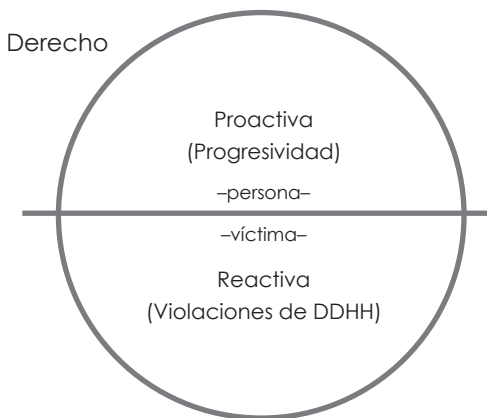 Derecho
Proactiva
(Progresividad)
–persona–
–víctima–
Reactiva
(Violaciones de DDHH)